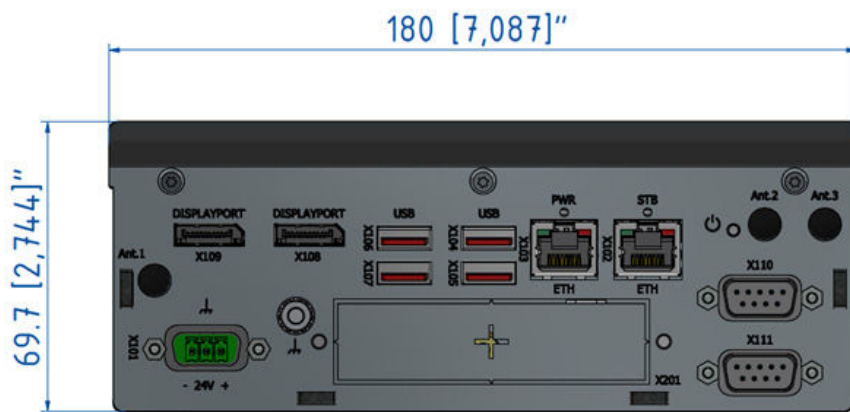 180 [7,087]"
69.7 [2,744]"
PWR
STB
Ant.2
Ant.3
DISPLAYPORT
DISPLAYPORT
USB
USB
X109
X108
X106
X104
X103
X102
Ant.1
X107
X105
ETH
ETH
X110
X101
X111
- 24V +
X201